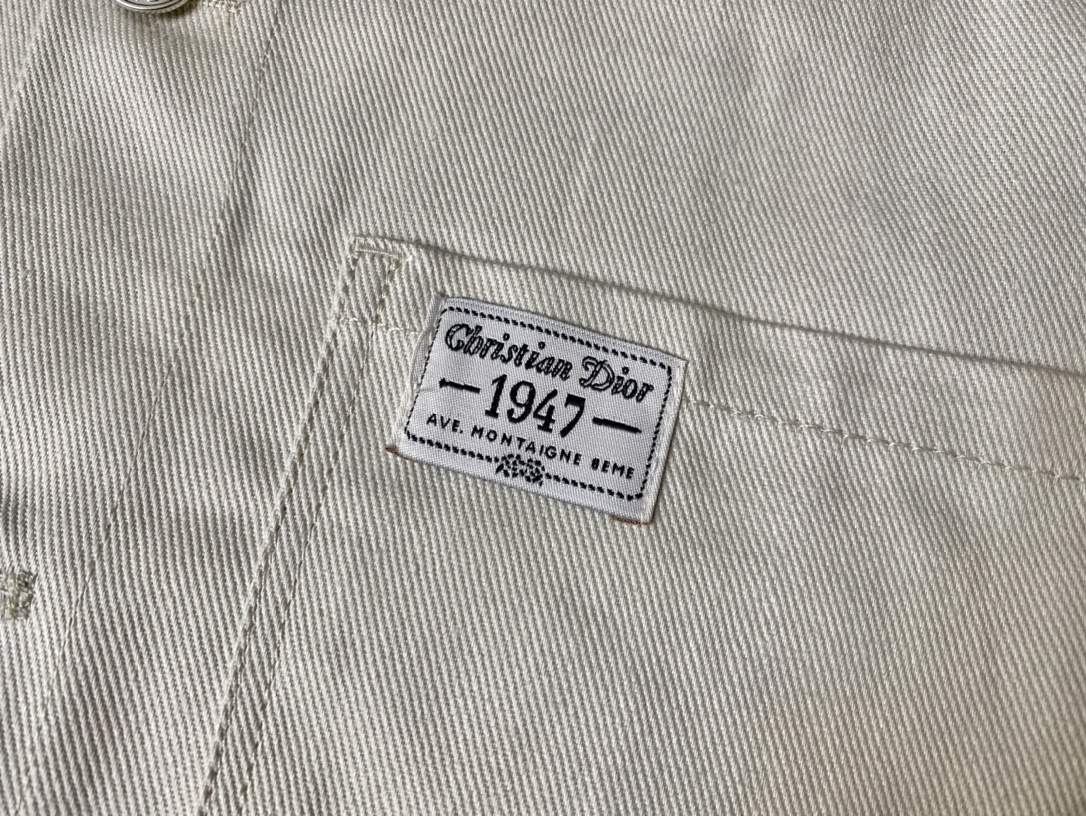 Christian Dior
1947
AVE. MONTAIGNE 8EME